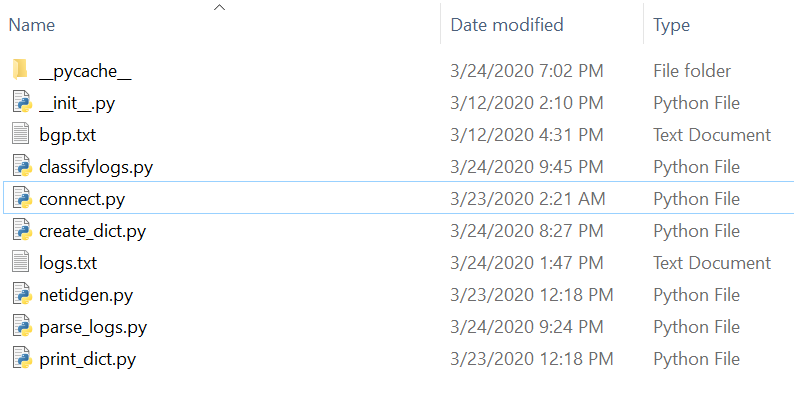 Name Date modified Type
__pycache__ 3/24/2020 7:02 PM File folder
__init__.py 3/12/2020 2:10 PM Python File
bgp.txt 3/12/2020 4:31 PM Text Document
classifylogs.py 3/24/2020 9:45 PM Python File
connect.py 3/23/2020 2:21 AM Python File
create_dict.py 3/24/2020 8:27 PM Python File
logs.txt 3/24/2020 1:47 PM Text Document
netidgen.py 3/23/2020 12:18 PM Python File
parse_logs.py 3/24/2020 9:24 PM Python File
print_dict.py 3/23/2020 12:18 PM Python File